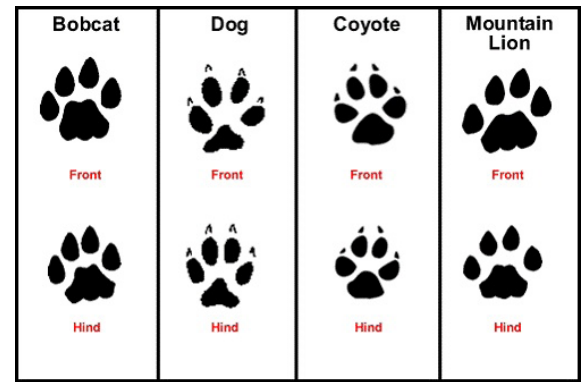 Bobcat
Dog
Coyote
Mountain
Lion
Front
Front
Front
Front
Hind
Hind
Hind
Hind